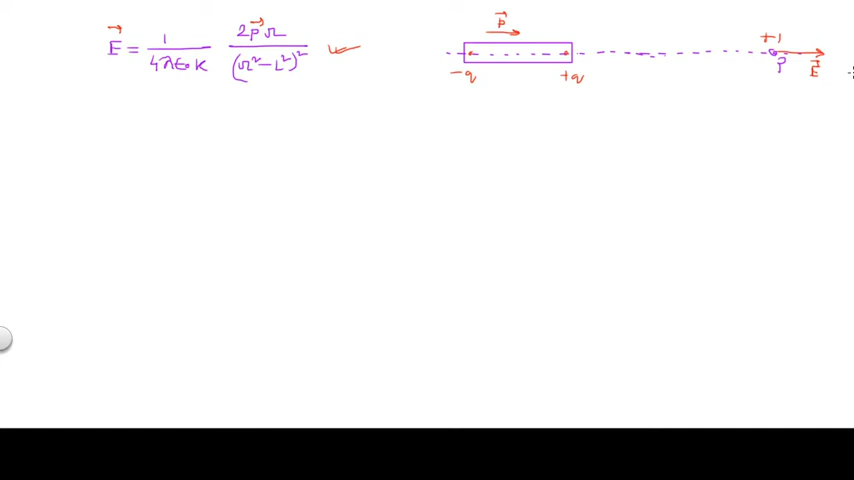 E⃗ = 1/(4πε₀K) 2p⃗r/(r²−L²)²
p⃗
+1
−q
+q
P
E⃗